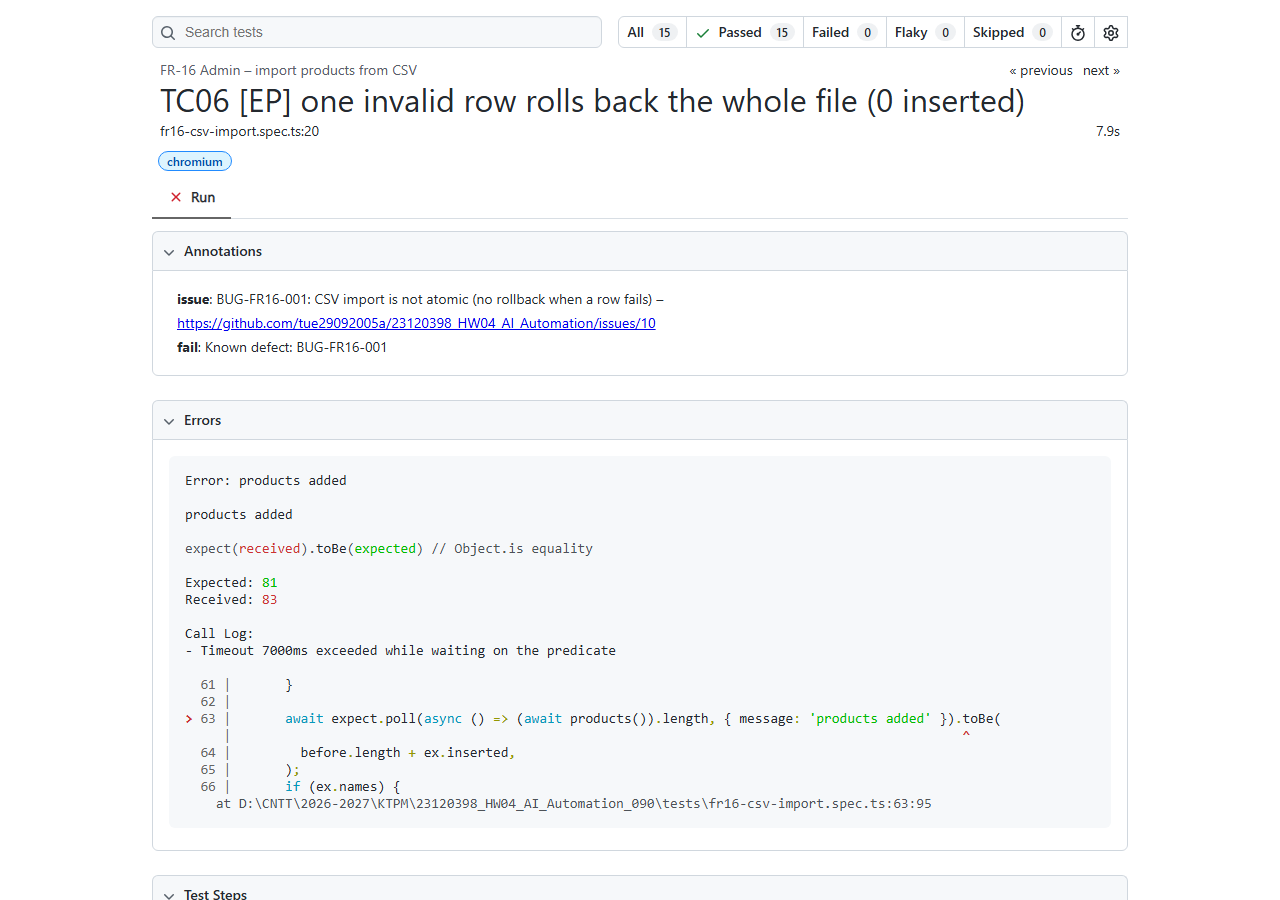 Search tests
All 15 Passed 15 Failed 0 Flaky 0 Skipped 0
FR-16 Admin – import products from CSV
« previous next »
TC06 [EP] one invalid row rolls back the whole file (0 inserted)
fr16-csv-import.spec.ts:20
7.9s
chromium
Run
Annotations
issue: BUG-FR16-001: CSV import is not atomic (no rollback when a row fails) –
https://github.com/tue29092005a/23120398_HW04_AI_Automation/issues/10
fail: Known defect: BUG-FR16-001
Errors
Error: products added
products added
expect(received).toBe(expected) // Object.is equality
Expected: 81
Received: 83
Call Log:
- Timeout 7000ms exceeded while waiting on the predicate
61 | }
62 |
> 63 | await expect.poll(async () => (await products()).length, { message: 'products added' }).toBe(
| ^
64 | before.length + ex.inserted,
65 | );
66 | if (ex.names) {
at D:\CNTT\2026-2027\KTPM\23120398_HW04_AI_Automation_090\tests\fr16-csv-import.spec.ts:63:95
Test Steps